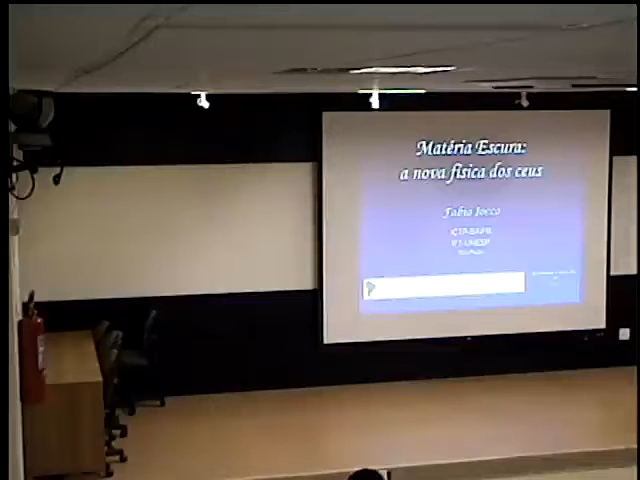 Matéria Escura:
a nova física dos ceus
Fabio Iocco
ICTP-SAIFR
IFT-UNESP